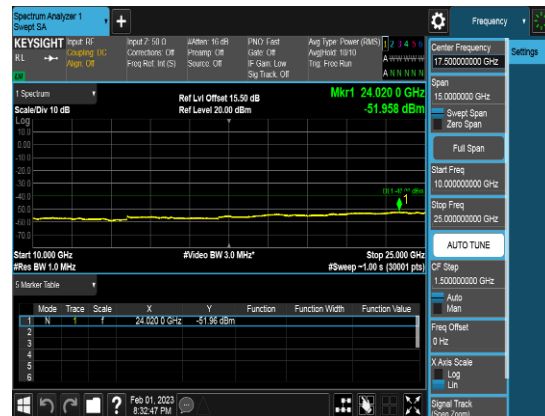 Spectrum Analyzer 1
Swept SA
+
Frequency
KEYSIGHT
Input: RF
Coupling: DC
Align: Off
Input Z: 50 Ω
Corrections: Off
Freq Ref: Int (S)
#Atten: 16 dB
Preamp: Off
Source: Off
PNO: Fast
Gate: Off
IF Gain: Low
Sig Track: Off
Avg Type: Power (RMS)
Avg|Hold: 10/10
Trig: Free Run
1 2 3 4 5 6
A W W W W W
A N N N N N
RL
1 Spectrum
Scale/Div 10 dB
Log
Ref Lvl Offset 15.50 dB
Ref Level 20.00 dBm
Mkr1 24.020 0 GHz
-51.958 dBm
10.0
0.00
-10.0
-20.0
-30.0
-40.0
-50.0
-60.0
-70.0
1
Start 10.000 GHz
#Res BW 1.0 MHz
#Video BW 3.0 MHz*
Stop 25.000 GHz
#Sweep ~1.00 s (30001 pts)
5 Marker Table
Mode Trace Scale X Y Function Function Width Function Value
1 N 1 f 24.020 0 GHz -51.96 dBm
2
3
4
5
6
Feb 01, 2023
8:32:47 PM
Center Frequency
17.50000000 GHz
Settings
Span
15.0000000 GHz
Swept Span
Zero Span
Full Span
Start Freq
10.000000000 GHz
Stop Freq
25.000000000 GHz
AUTO TUNE
CF Step
1.500000000 GHz
Auto
Man
Freq Offset
0 Hz
X Axis Scale
Log
Lin
Signal Track
(Span Zoom)